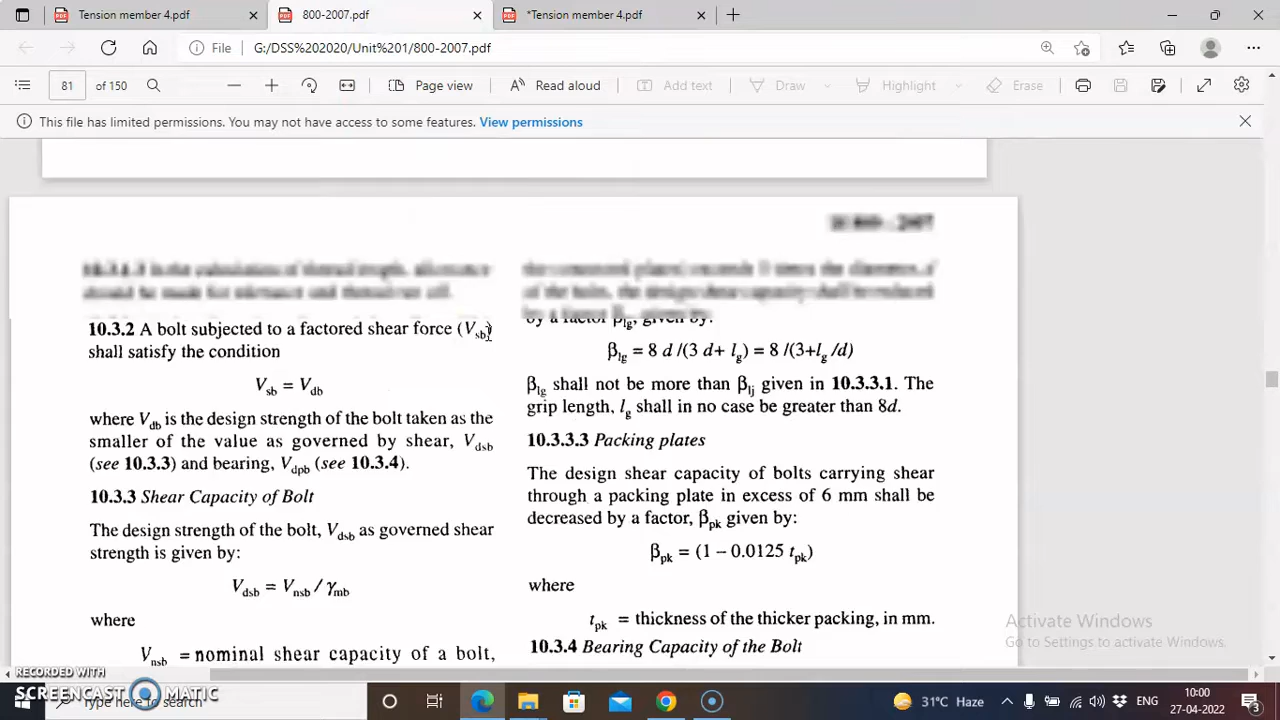 Tension member 4.pdf
800-2007.pdf
*Tension member 4.pdf
File
G:/DSS%202020/Unit%201/800-2007.pdf
81 of 150
Page view
Read aloud
Add text
Draw
Highlight
Erase
This file has limited permissions. You may not have access to some features. View permissions
10.3.2 A bolt subjected to a factored shear force (Vsb)
shall satisfy the condition
Vsb = Vdb
where Vdb is the design strength of the bolt taken as the
smaller of the value as governed by shear, Vdsb
(see 10.3.3) and bearing, Vdpb (see 10.3.4).
10.3.3 Shear Capacity of Bolt
The design strength of the bolt, Vdsb as governed shear
strength is given by:
Vdsb = Vnsb / γmb
where
Vnsb = nominal shear capacity of a bolt,
by a factor βlg, given by:
βlg = 8 d /(3 d+ lg) = 8 /(3+lg /d)
βlg shall not be more than βlj given in 10.3.3.1. The
grip length, lg shall in no case be greater than 8d.
10.3.3.3 Packing plates
The design shear capacity of bolts carrying shear
through a packing plate in excess of 6 mm shall be
decreased by a factor, βpk given by:
βpk = (1 – 0.0125 tpk)
where
tpk = thickness of the thicker packing, in mm.
10.3.4 Bearing Capacity of the Bolt
Activate Windows
Go to Settings to activate Windows.
RECORDED WITH
SCREENCAST MATIC
Type here to search
31°C Haze
ENG
10:00
27-04-2022
3